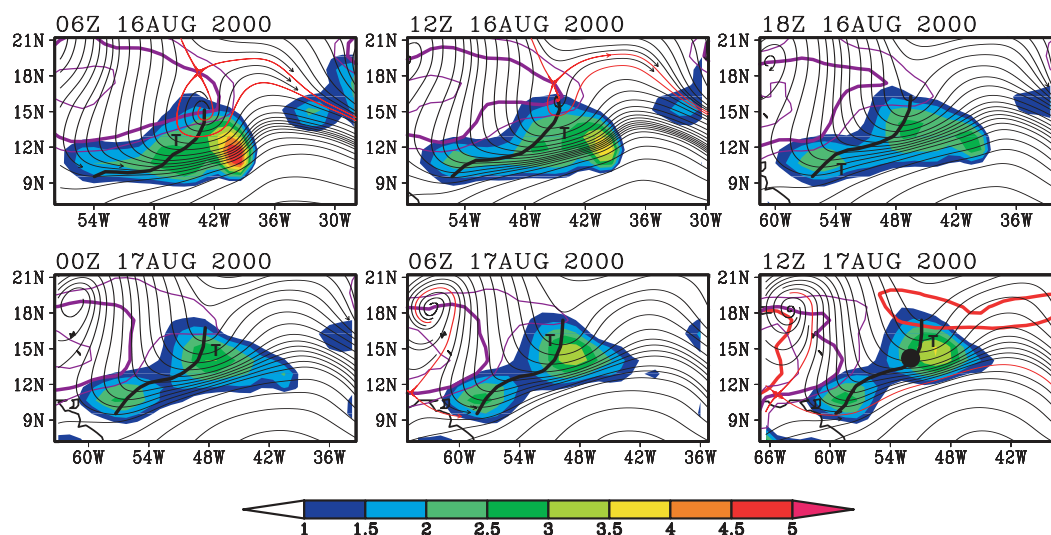 06Z 16AUG 2000
12Z 16AUG 2000
18Z 16AUG 2000
21N
18N
15N
12N
9N
T
54W 48W 42W 36W 30W
21N
18N
15N
12N
9N
T
54W 48W 42W 36W 30W
21N
18N
15N
12N
9N
T
60W 54W 48W 42W 36W
00Z 17AUG 2000
06Z 17AUG 2000
12Z 17AUG 2000
21N
18N
15N
12N
9N
T
60W 54W 48W 42W 36W
21N
18N
15N
12N
9N
T
60W 54W 48W 42W 36W
21N
18N
15N
12N
9N
T
66W 60W 54W 48W 42W
1 1.5 2 2.5 3 3.5 4 4.5 5